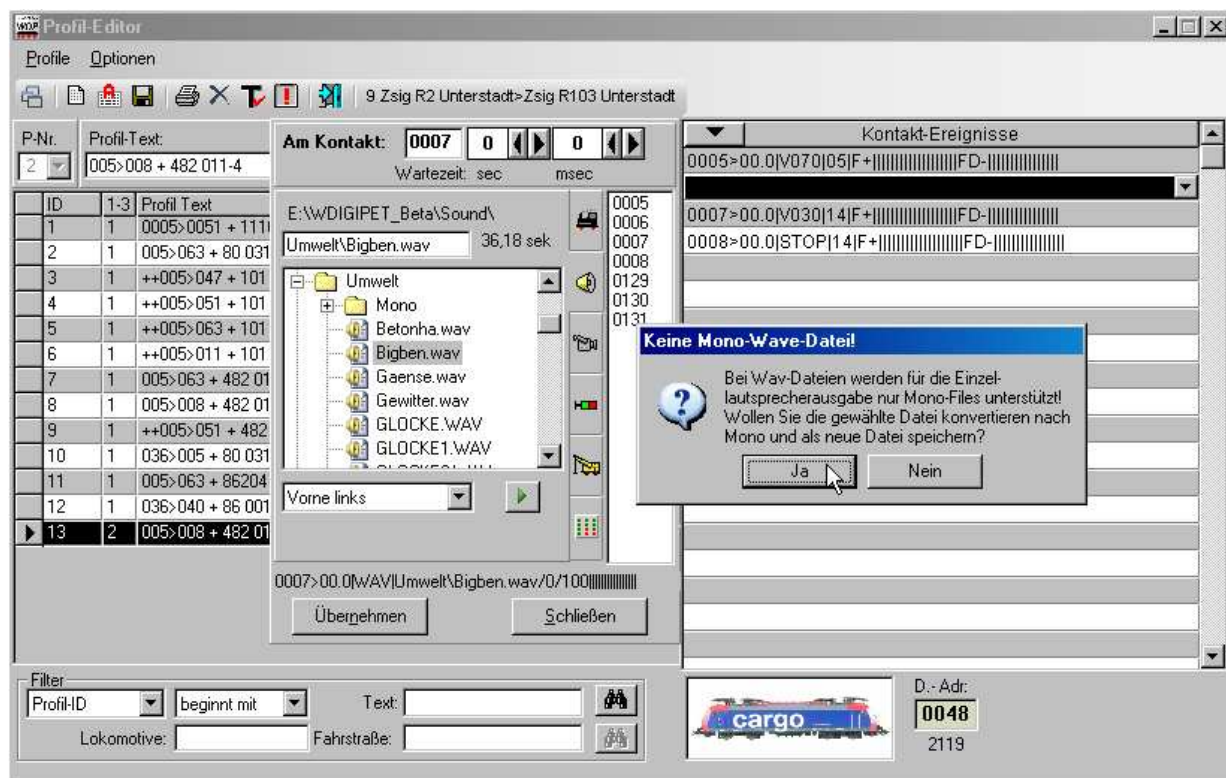 Profil-Editor
Profile Optionen
9 Zsig R2 Unterstadt>Zsig R103 Unterstadt
P-Nr. Profil-Text:
2 005>008 + 482 011-4
ID 1-3 Profil Text
1 1 0005>0051 + 111
2 1 005>063 + 80 031
3 1 ++005>047 + 101
4 1 ++005>051 + 101
5 1 ++005>063 + 101
6 1 ++005>011 + 101
7 1 005>063 + 482 01
8 1 005>008 + 482 01
9 1 ++005>051 + 482
10 1 036>005 + 80 031
11 1 005>063 + 86204
12 1 036>040 + 86 001
13 2 005>008 + 482 01
Am Kontakt: 0007 0 0
Wartezeit: sec msec
E:\WDIGIPET_Beta\Sound\
Umwelt\Bigben.wav 36,18 sek
Umwelt
Mono
Betonha.wav
Bigben.wav
Gaense.wav
Gewitter.wav
GLOCKE.WAV
GLOCKE1.WAV
Vorne links
0005
0006
0007
0008
0129
0130
0131
0007>00.0|WAV|Umwelt\Bigben.wav/0/100||||||||||||||
Übernehmen Schließen
Kontakt-Ereignisse
0005>00.0|V070|05|F+||||||||||||||||||FD-|||||||||||||||
0007>00.0|V030|14|F+||||||||||||||||||FD-|||||||||||||||
0008>00.0|STOP|14|F+||||||||||||||||||FD-|||||||||||||||
Keine Mono-Wave-Datei!
Bei Wav-Dateien werden für die Einzel-
lautsprecherausgabe nur Mono-Files unterstützt!
Wollen Sie die gewählte Datei konvertieren nach
Mono und als neue Datei speichern?
Ja Nein
Filter
Profil-ID beginnt mit Text:
Lokomotive: Fahrstraße:
cargo
D.- Adr:
0048
2119